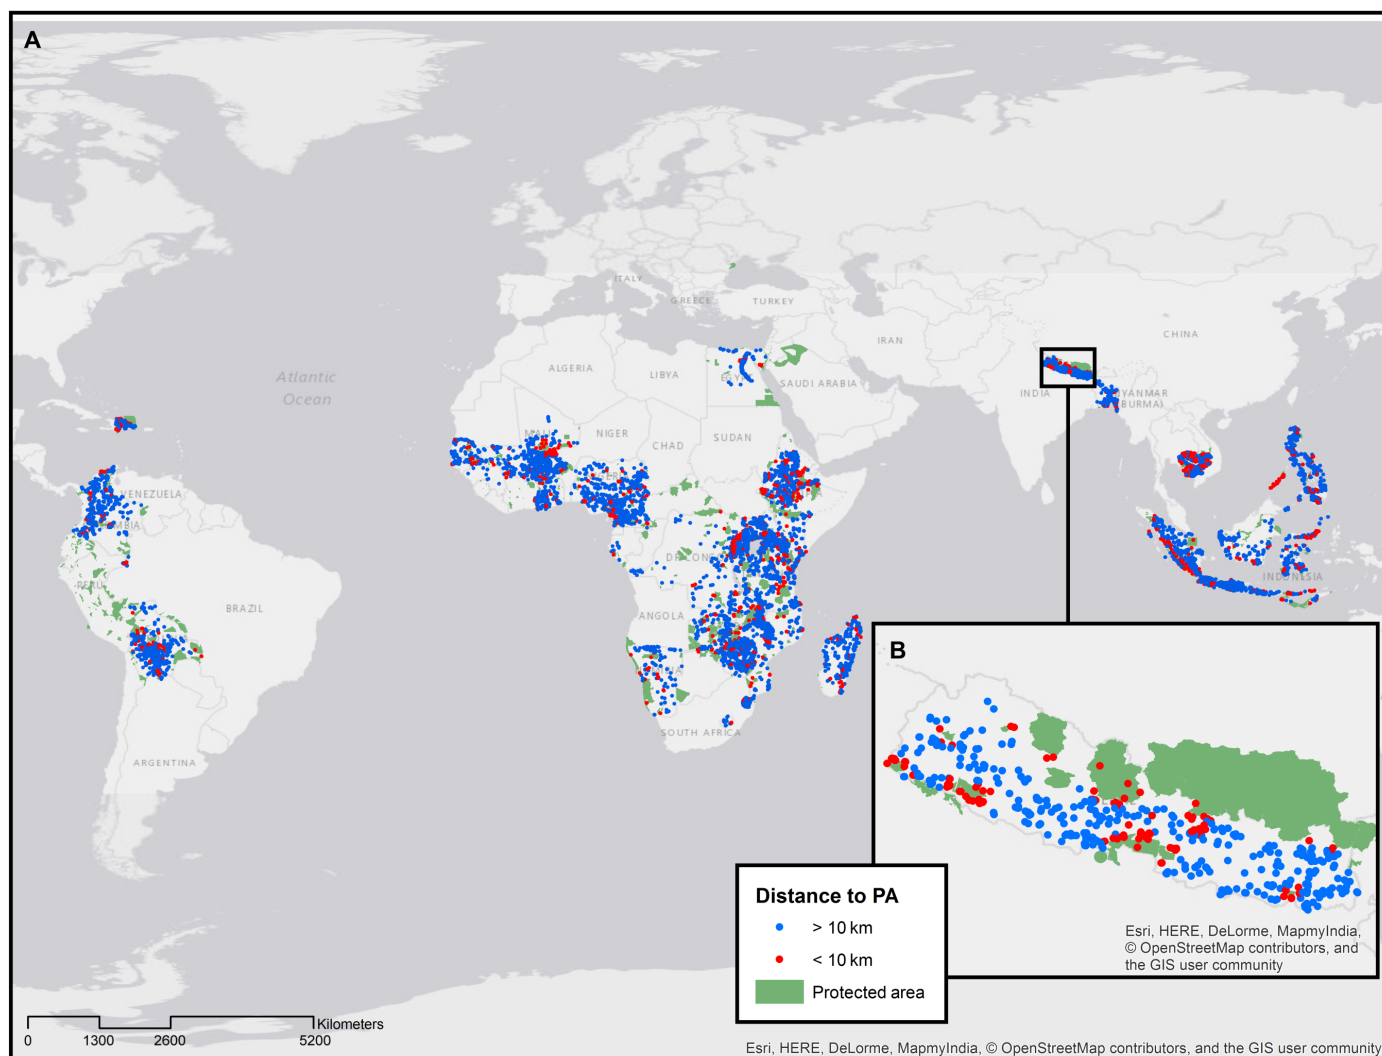 A
ITALY
GREECE
TURKEY
IRAN
CHINA
Atlantic
Ocean
ALGERIA
LIBYA
SAUDI ARABIA
INDIA
(BURMA)
NIGER
CHAD
SUDAN
VENEZUELA
ANGOLA
BRAZIL
PERU
INDONESIA
SOUTH AFRICA
ARGENTINA
B
Esri, HERE, DeLorme, MapmyIndia,
© OpenStreetMap contributors, and
the GIS user community
Distance to PA
> 10 km
< 10 km
Protected area
Kilometers
0 1300 2600 5200
Esri, HERE, DeLorme, MapmyIndia, © OpenStreetMap contributors, and the GIS user community